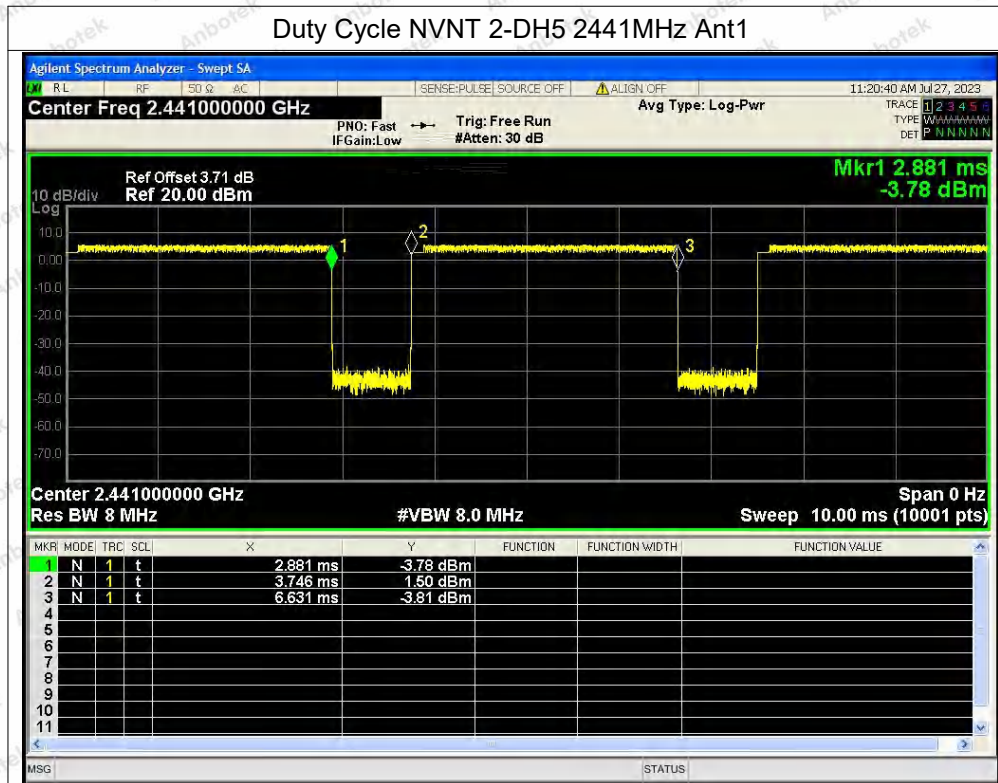 Duty Cycle NVNT 2-DH5 2441MHz Ant1
Agilent Spectrum Analyzer - Swept SA
LXI RL RF 50 Ω AC SENSE:PULSE SOURCE OFF ALIGN OFF 11:20:40 AM Jul 27, 2023
Center Freq 2.441000000 GHz
Avg Type: Log-Pwr
TRACE 1 2 3 4 5 6
PNO: Fast Trig: Free Run
TYPE WWWWWW
IFGain:Low #Atten: 30 dB
DET P N N N N N
Mkr1 2.881 ms
-3.78 dBm
Ref Offset 3.71 dB
10 dB/div Ref 20.00 dBm
Log
10.0
0.00
-10.0
-20.0
-30.0
-40.0
-50.0
-60.0
-70.0
1
2
3
Center 2.441000000 GHz Span 0 Hz
Res BW 8 MHz #VBW 8.0 MHz Sweep 10.00 ms (10001 pts)
MKR MODE TRC SCL X Y FUNCTION FUNCTION WIDTH FUNCTION VALUE
1 N 1 t 2.881 ms -3.78 dBm
2 N 1 t 3.746 ms 1.50 dBm
3 N 1 t 6.631 ms -3.81 dBm
4
5
6
7
8
9
10
11
MSG STATUS
Anbotek